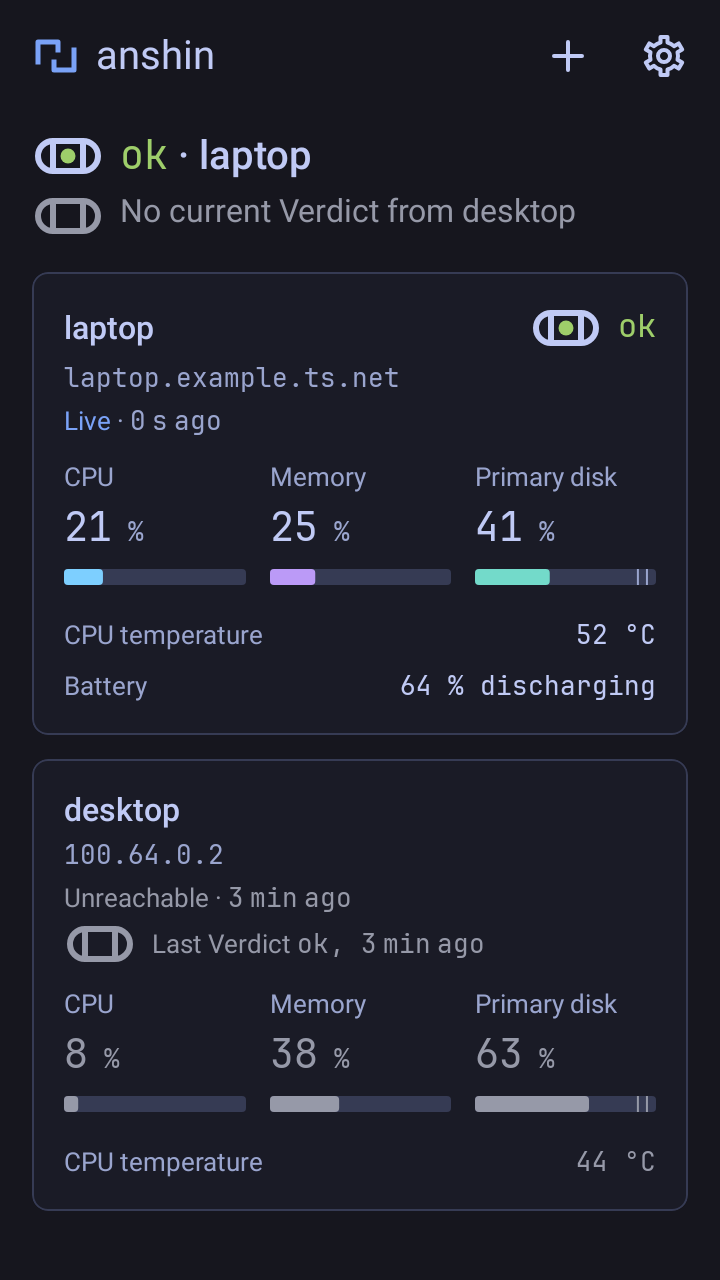 anshin
ok · laptop
No current Verdict from desktop
laptop ok
laptop.example.ts.net
Live · 0 s ago
CPU Memory Primary disk
21 % 25 % 41 %
CPU temperature 52 °C
Battery 64 % discharging
desktop
100.64.0.2
Unreachable · 3 min ago
Last Verdict ok, 3 min ago
CPU Memory Primary disk
8 % 38 % 63 %
CPU temperature 44 °C